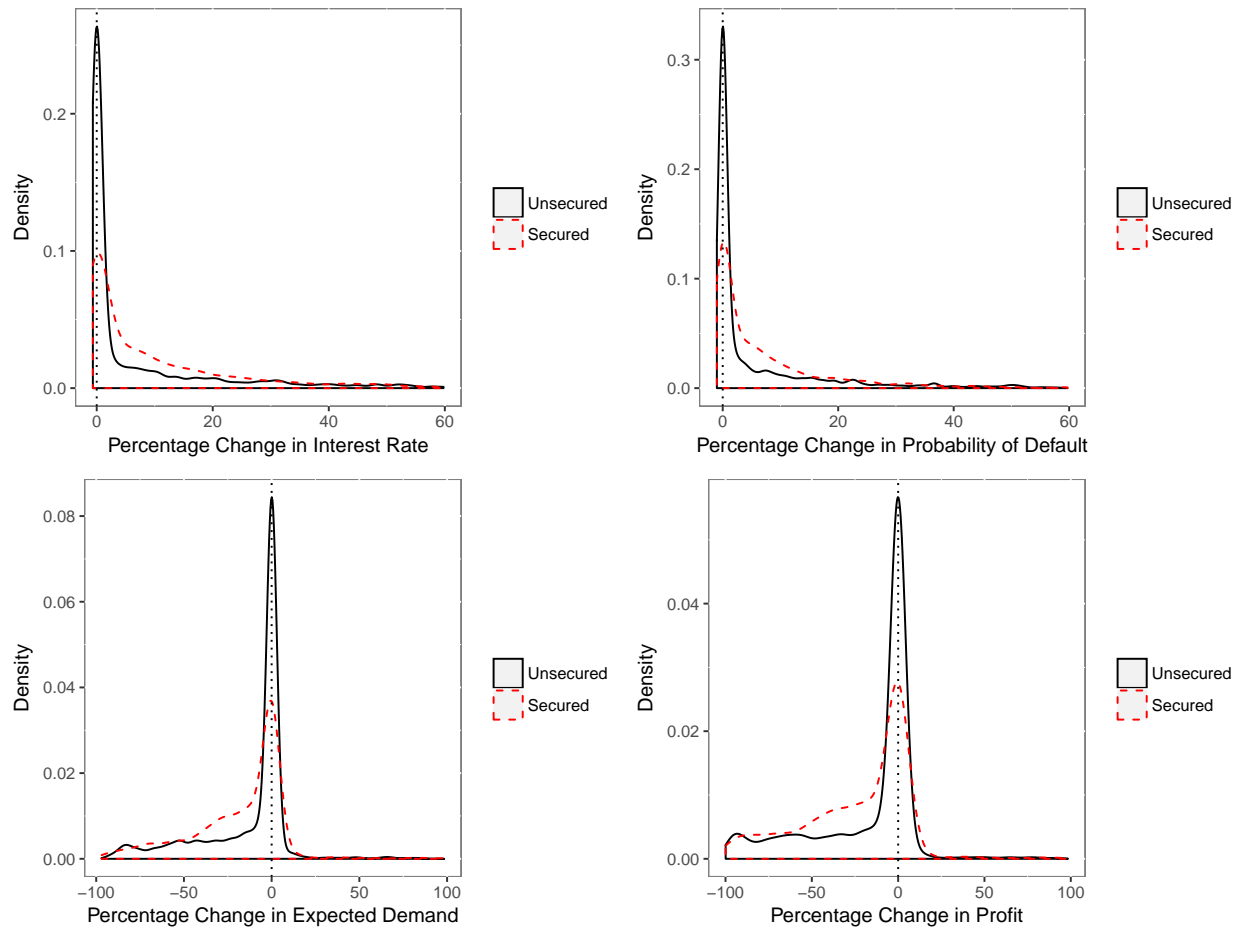 Density
0.2
0.1
0.0
0 20 40 60
Percentage Change in Interest Rate
Unsecured
Secured
Density
0.3
0.2
0.1
0.0
0 20 40 60
Percentage Change in Probability of Default
Unsecured
Secured
Density
0.08
0.06
0.04
0.02
0.00
−100 −50 0 50 100
Percentage Change in Expected Demand
Unsecured
Secured
Density
0.04
0.02
0.00
−100 −50 0 50 100
Percentage Change in Profit
Unsecured
Secured